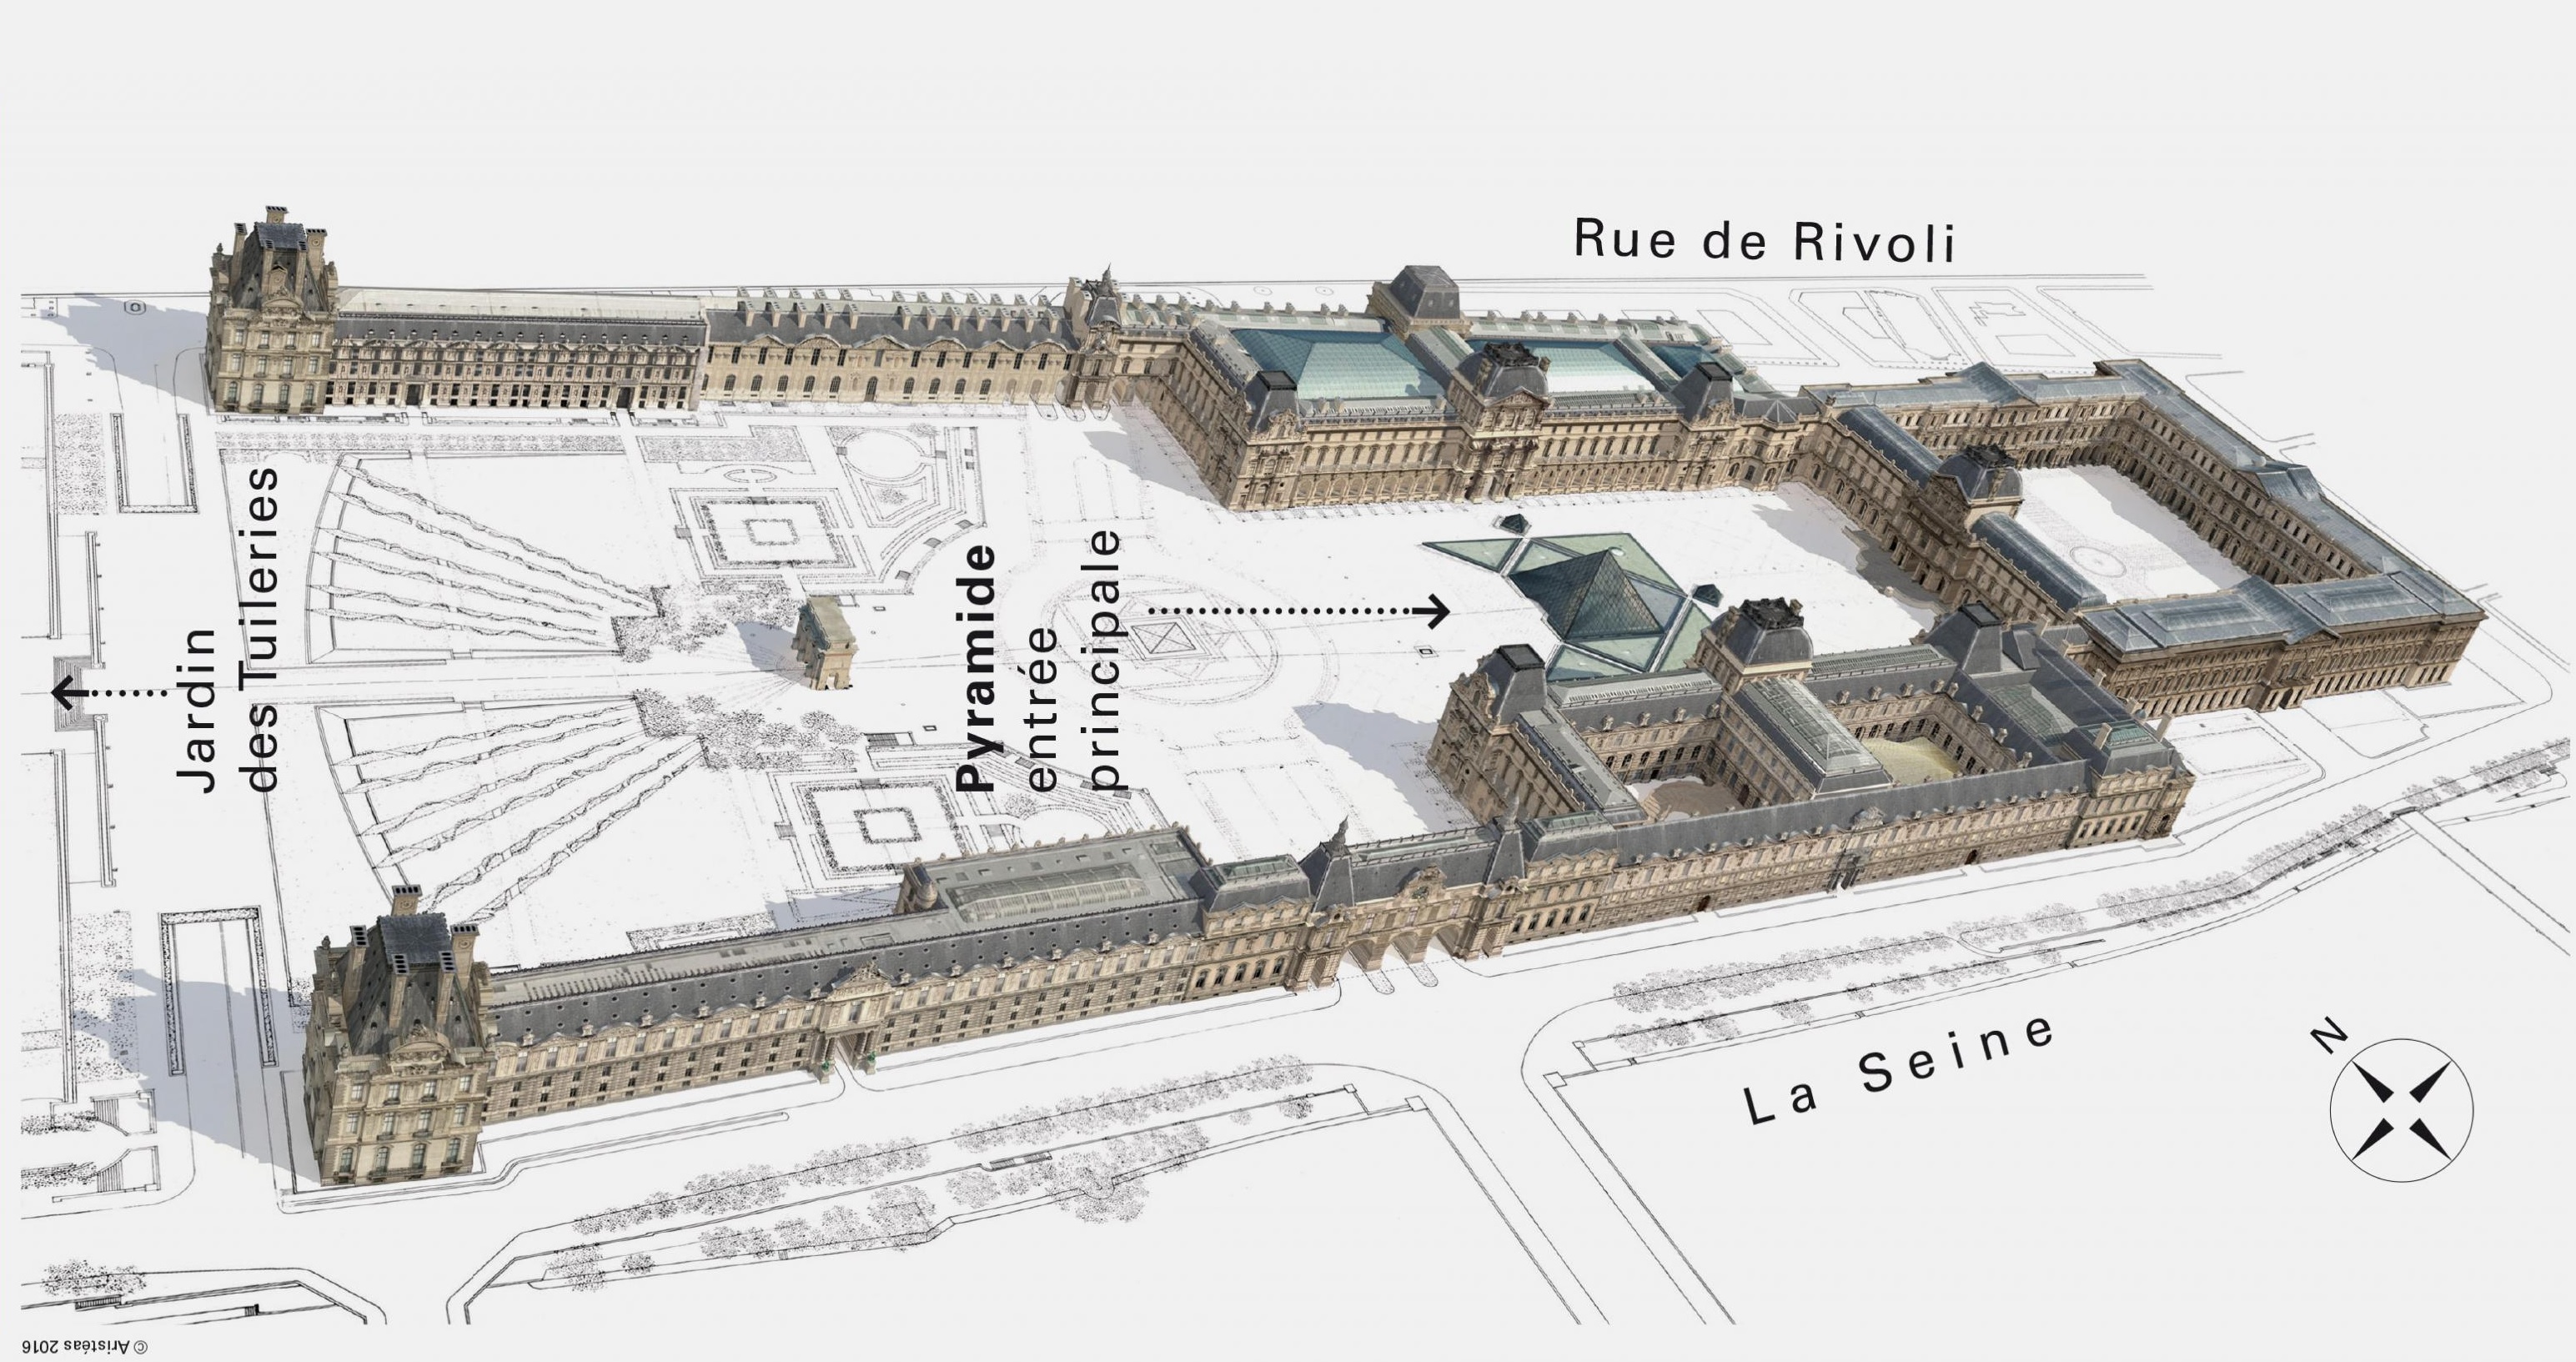 Rue de Rivoli
Jardin
des Tuileries
Pyramide
entrée
principale
La Seine
N
© Aristéas 2016